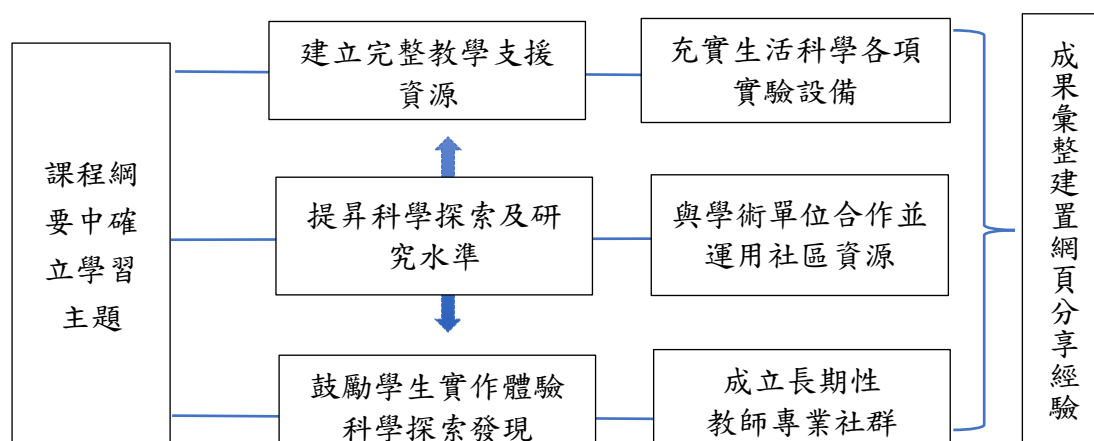 課程綱
要中確
立學習
主題
建立完整教學支援
資源
充實生活科學各項
實驗設備
提昇科學探索及研
究水準
與學術單位合作並
運用社區資源
鼓勵學生實作體驗
科學探索發現
成立長期性
教師專業社群
成果彙整建置網頁分享經驗